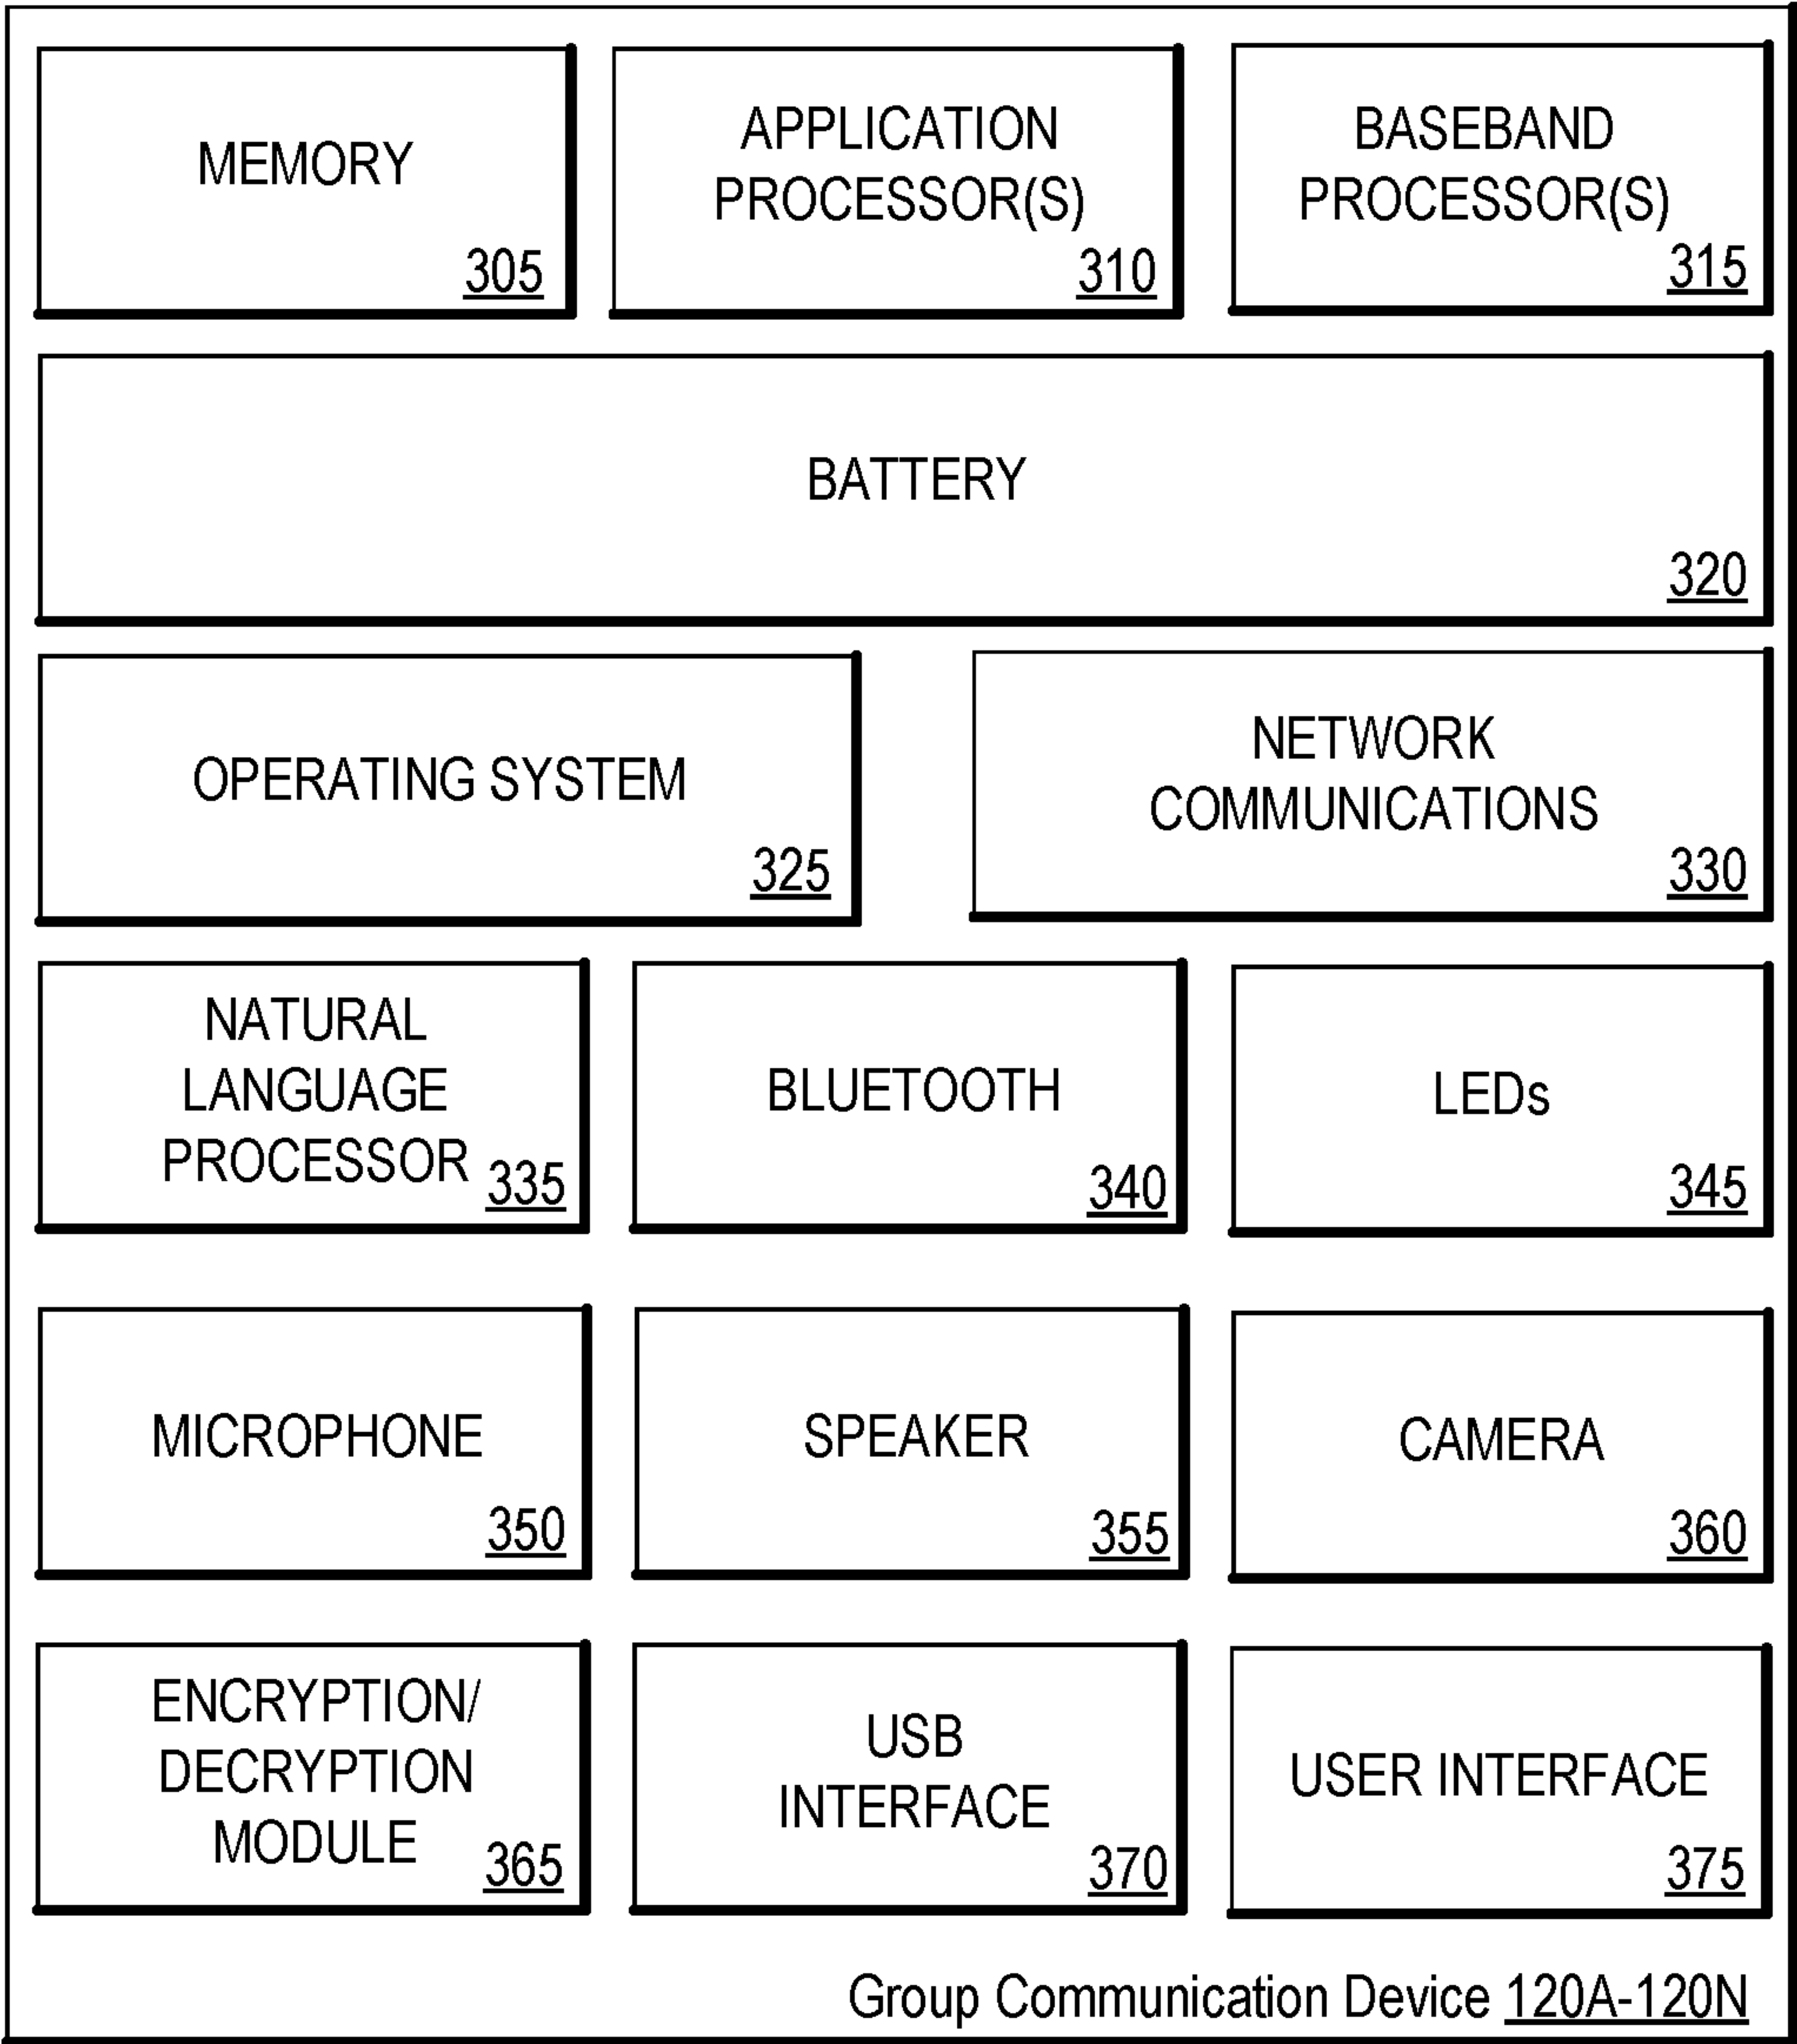 MEMORY
305
APPLICATION
PROCESSOR(S)
310
BASEBAND
PROCESSOR(S)
315
BATTERY
320
OPERATING SYSTEM
325
NETWORK
COMMUNICATIONS
330
NATURAL
LANGUAGE
PROCESSOR
335
BLUETOOTH
340
LEDs
345
MICROPHONE
350
SPEAKER
355
CAMERA
360
ENCRYPTION/
DECRYPTION
MODULE
365
USB
INTERFACE
370
USER INTERFACE
375
Group Communication Device 120A-120N